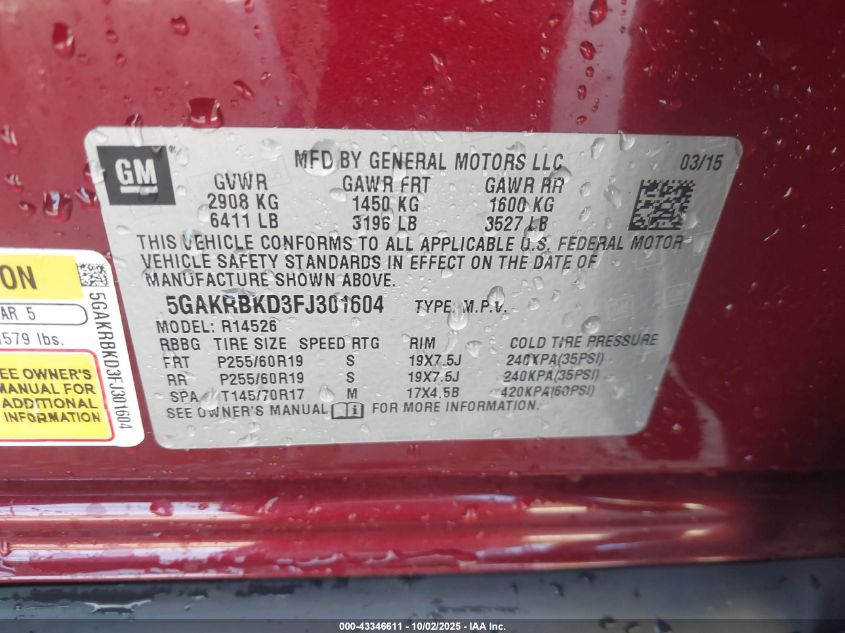 GM
MFD BY GENERAL MOTORS LLC 03/15
GVWR GAWR FRT GAWR RR
2908 KG 1450 KG 1600 KG
6411 LB 3196 LB 3527 LB
THIS VEHICLE CONFORMS TO ALL APPLICABLE U.S. FEDERAL MOTOR
VEHICLE SAFETY STANDARDS IN EFFECT ON THE DATE OF
MANUFACTURE SHOWN ABOVE.
5GAKRBKD3FJ301604 TYPE: M.P.V.
MODEL: R14526
RBBG TIRE SIZE SPEED RTG RIM COLD TIRE PRESSURE
FRT P255/60R19 S 19X7.5J 240KPA(35PSI)
RR P255/60R19 S 19X7.5J 240KPA(35PSI)
SPA T145/70R17 M 17X4.5B 420KPA(60PSI)
SEE OWNER'S MANUAL i FOR MORE INFORMATION.
ON
AR 5
579 lbs.
EE OWNER'S
MANUAL FOR
ADDITIONAL
INFORMATION
5GAKRBKD3FJ301604
000-43346611 - 10/02/2025 - IAA Inc.